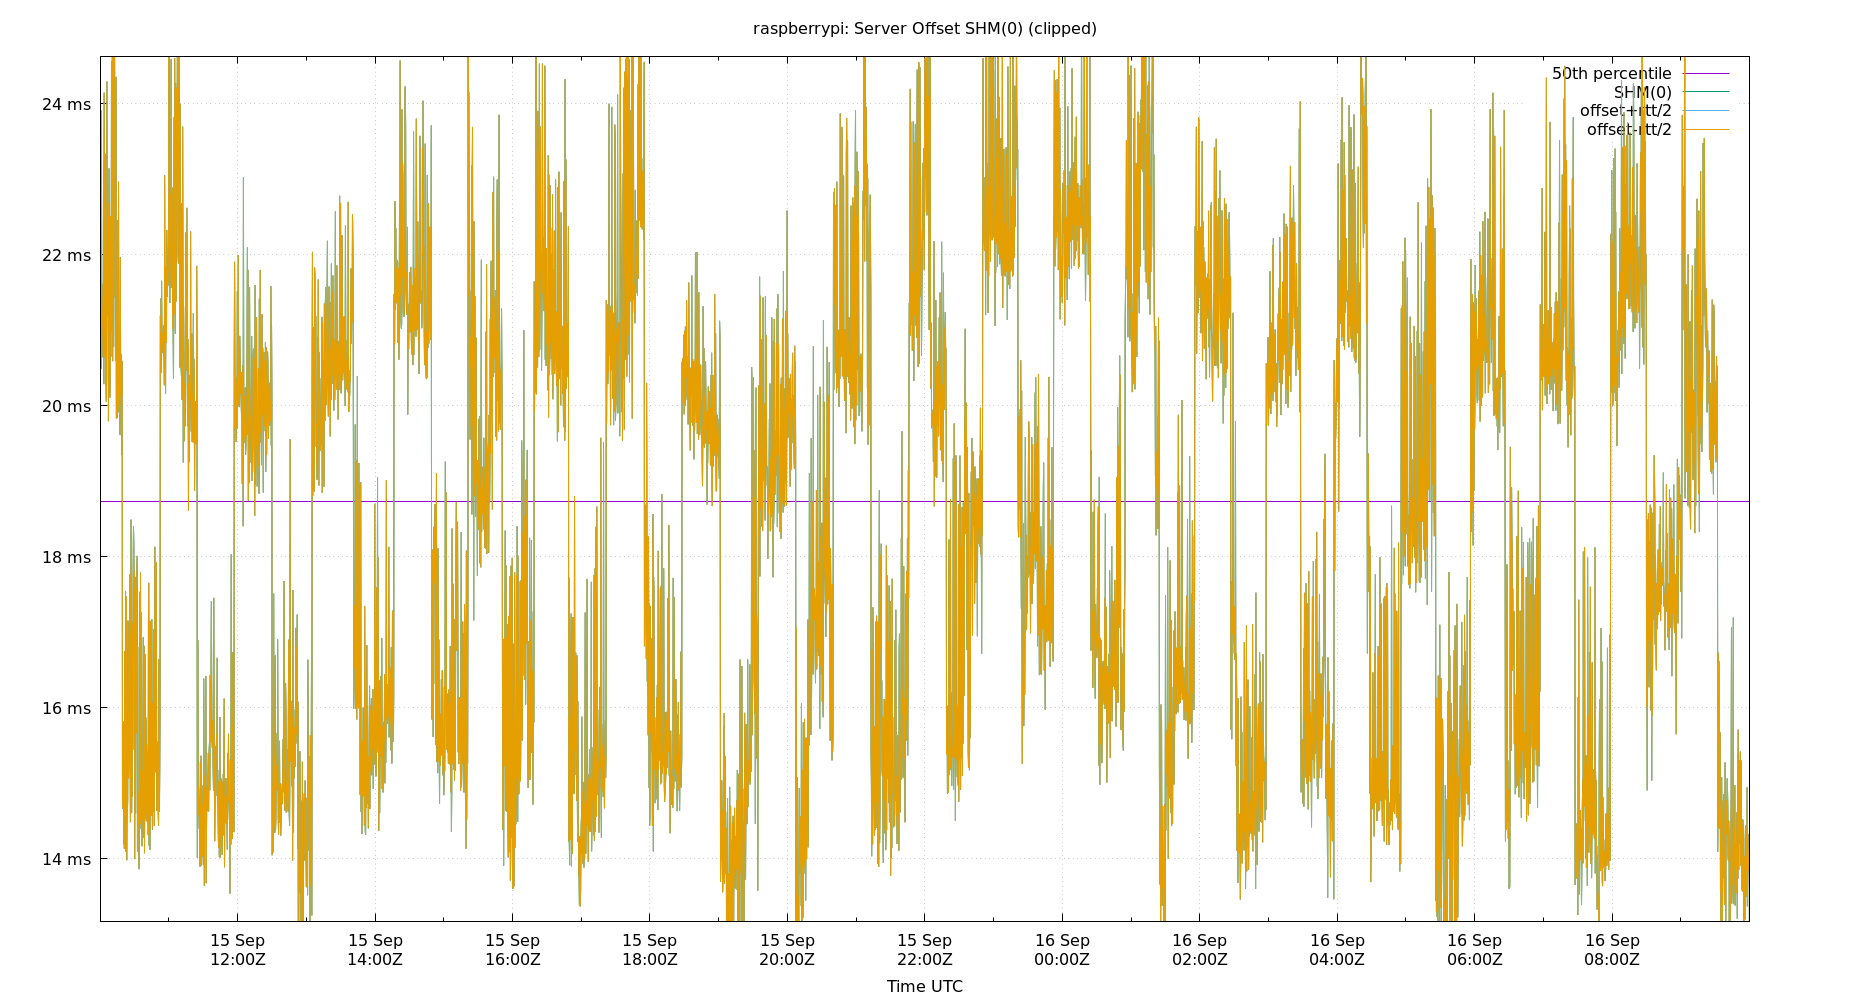 raspberrypi: Server Offset SHM(0) (clipped)
50th percentile
SHM(0)
offset+rtt/2
offset-rtt/2
24 ms
22 ms
20 ms
18 ms
16 ms
14 ms
15 Sep 15 Sep 15 Sep 15 Sep 15 Sep 15 Sep 16 Sep 16 Sep 16 Sep 16 Sep 16 Sep
12:00Z 14:00Z 16:00Z 18:00Z 20:00Z 22:00Z 00:00Z 02:00Z 04:00Z 06:00Z 08:00Z
Time UTC